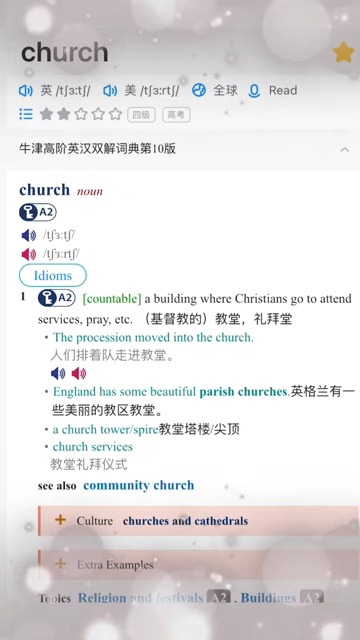 church
英 /tʃɜːtʃ/ 美 /tʃɜːrtʃ/ 全球 Read
四级 高考
牛津高阶英汉双解词典第10版
church noun
A2
/tʃɜːtʃ/
/tʃɜːrtʃ/
Idioms
1 A2 [countable] a building where Christians go to attend
services, pray, etc. （基督教的）教堂，礼拜堂
• The procession moved into the church.
人们排着队走进教堂。
• England has some beautiful parish churches.英格兰有一
些美丽的教区教堂。
• a church tower/spire教堂塔楼/尖顶
• church services
教堂礼拜仪式
see also community church
+ Culture churches and cathedrals
+ Extra Examples
Topics Religion and festivals A2 , Buildings A2